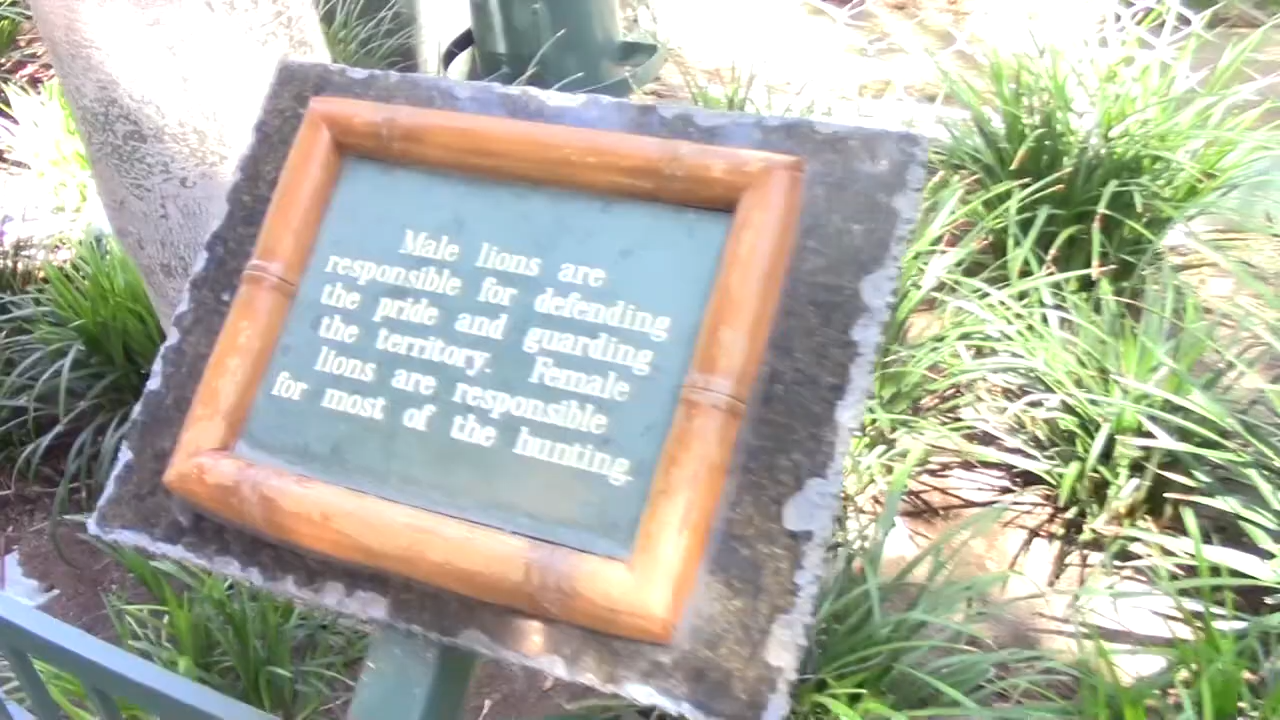 Male lions are
responsible for defending
the pride and guarding
the territory. Female
lions are responsible
for most of the hunting.